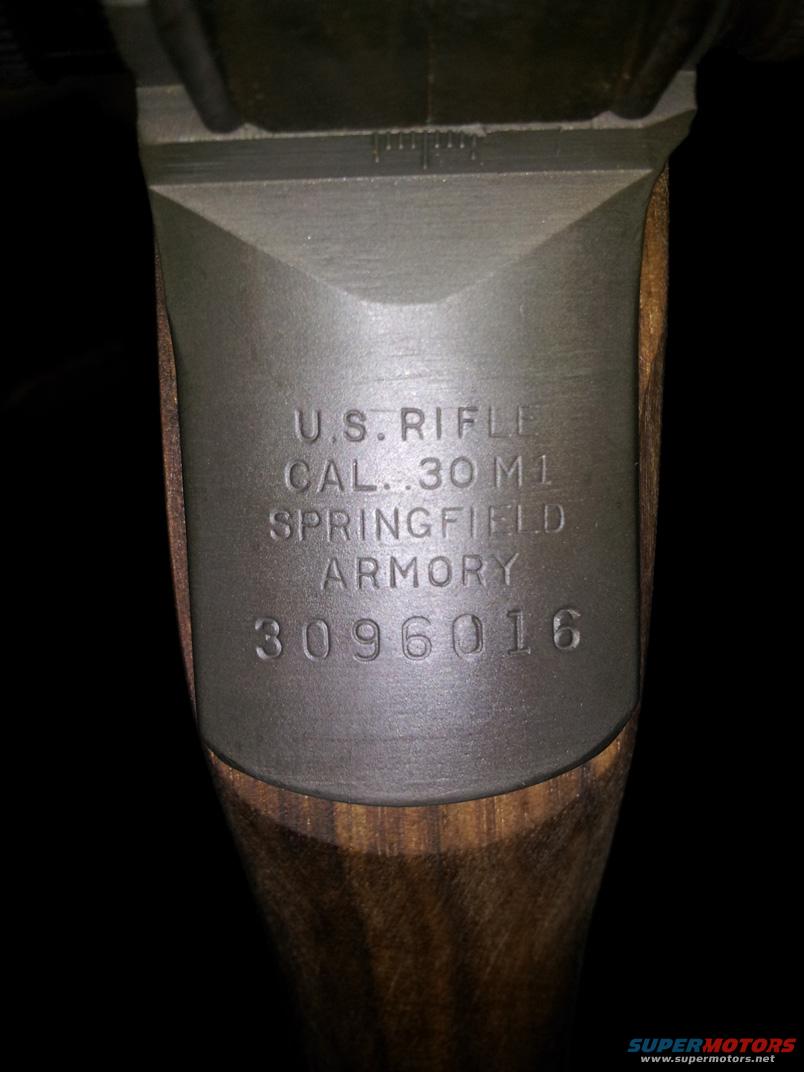 U.S. RIFLE
CAL. .30 M1
SPRINGFIELD
ARMORY
3096016
SUPERMOTORS
www.supermotors.net